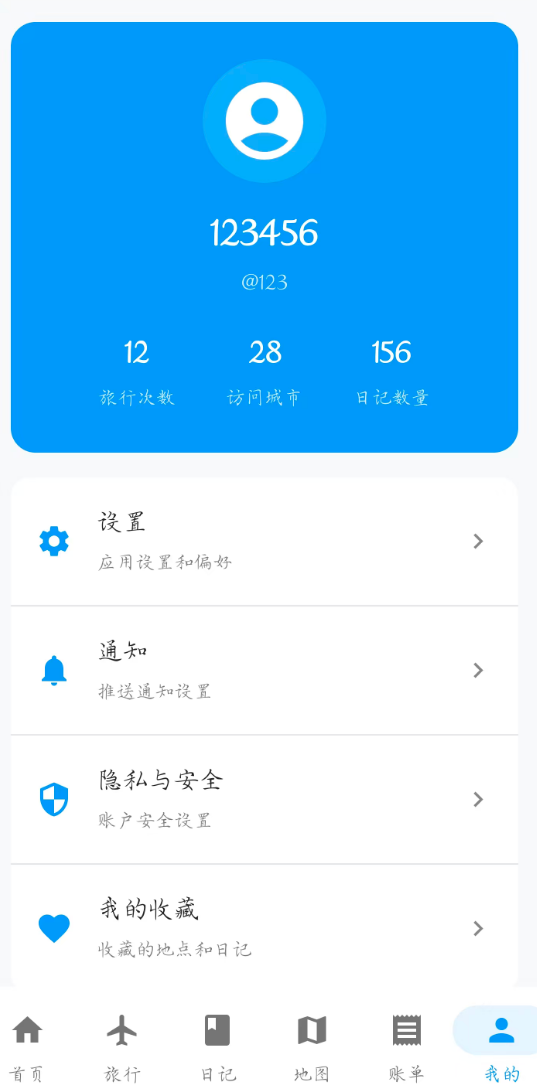 123456
@123
12 28 156
旅行次数 访问城市 日记数量
设置
应用设置和偏好
通知
推送通知设置
隐私与安全
账户安全设置
我的收藏
收藏的地点和日记
首页 旅行 日记 地图 账单 我的